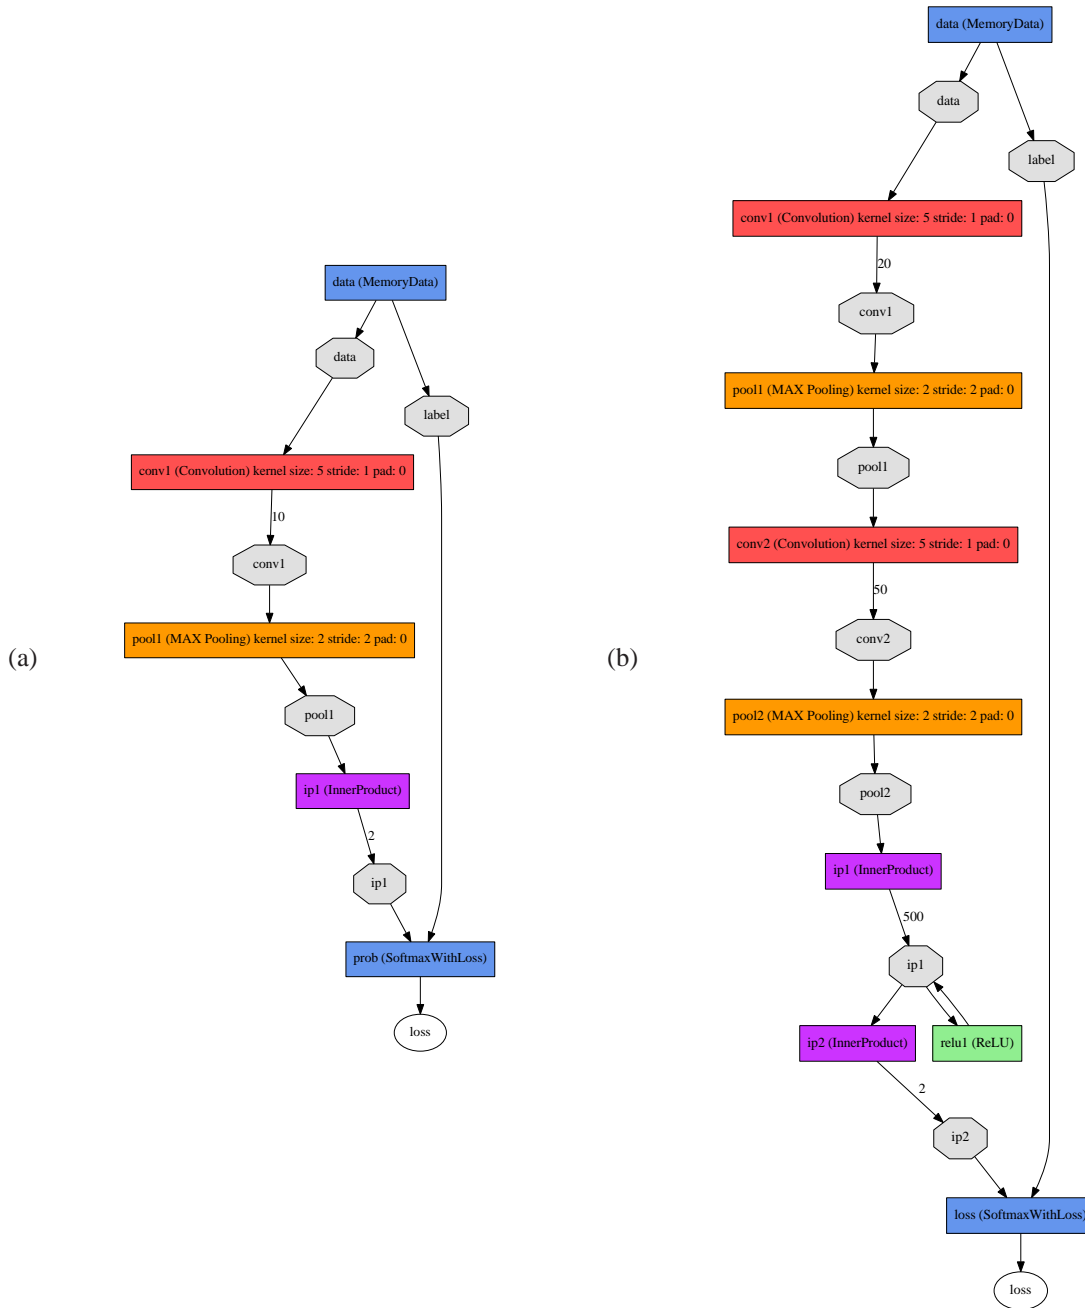 (a)
data (MemoryData)
data
label
conv1 (Convolution) kernel size: 5 stride: 1 pad: 0
10
conv1
pool1 (MAX Pooling) kernel size: 2 stride: 2 pad: 0
pool1
ip1 (InnerProduct)
2
ip1
prob (SoftmaxWithLoss)
loss
(b)
data (MemoryData)
data
label
conv1 (Convolution) kernel size: 5 stride: 1 pad: 0
20
conv1
pool1 (MAX Pooling) kernel size: 2 stride: 2 pad: 0
pool1
conv2 (Convolution) kernel size: 5 stride: 1 pad: 0
50
conv2
pool2 (MAX Pooling) kernel size: 2 stride: 2 pad: 0
pool2
ip1 (InnerProduct)
500
ip1
ip2 (InnerProduct)
relu1 (ReLU)
2
ip2
loss (SoftmaxWithLoss)
loss